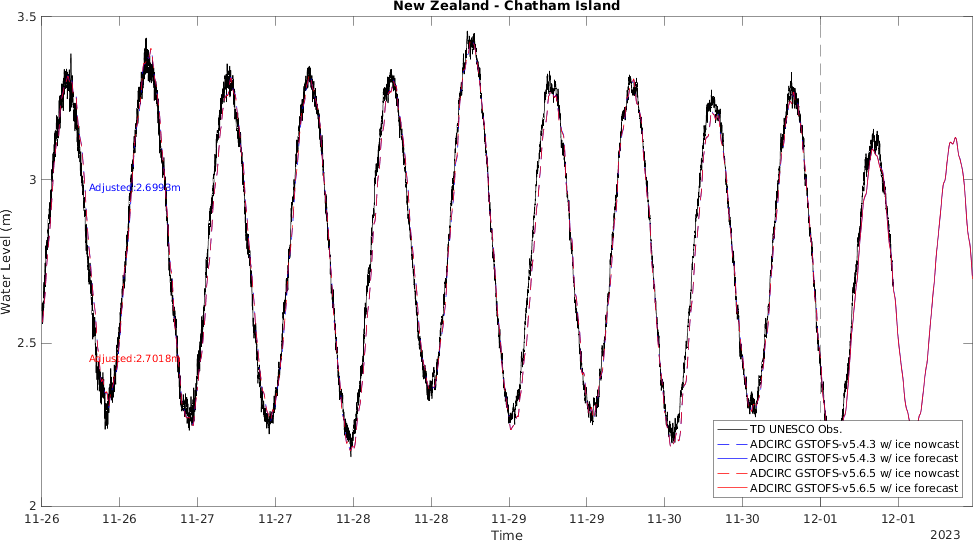 New Zealand - Chatham Island
3.5
3
2.5
2
Water Level (m)
Adjusted:2.6993m
Adjusted:2.7018m
TD UNESCO Obs.
ADCIRC GSTOFS-v5.4.3 w/ ice nowcast
ADCIRC GSTOFS-v5.4.3 w/ ice forecast
ADCIRC GSTOFS-v5.6.5 w/ ice nowcast
ADCIRC GSTOFS-v5.6.5 w/ ice forecast
11-26 11-26 11-27 11-27 11-28 11-28 11-29 11-29 11-30 11-30 12-01 12-01
Time
2023